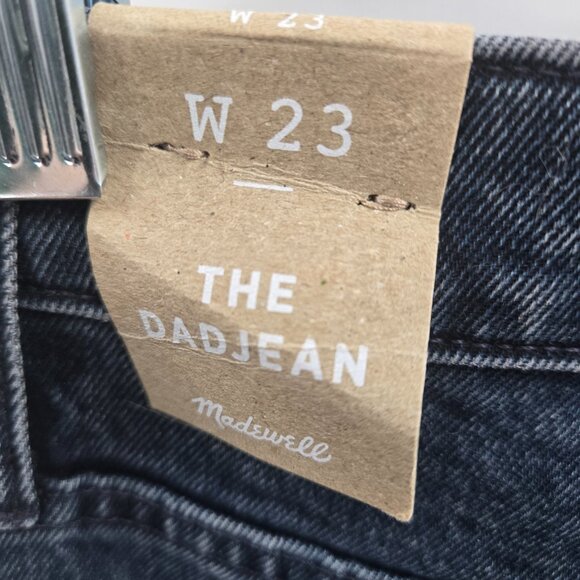 W 23
W 23
THE
DADJEAN
Madewell